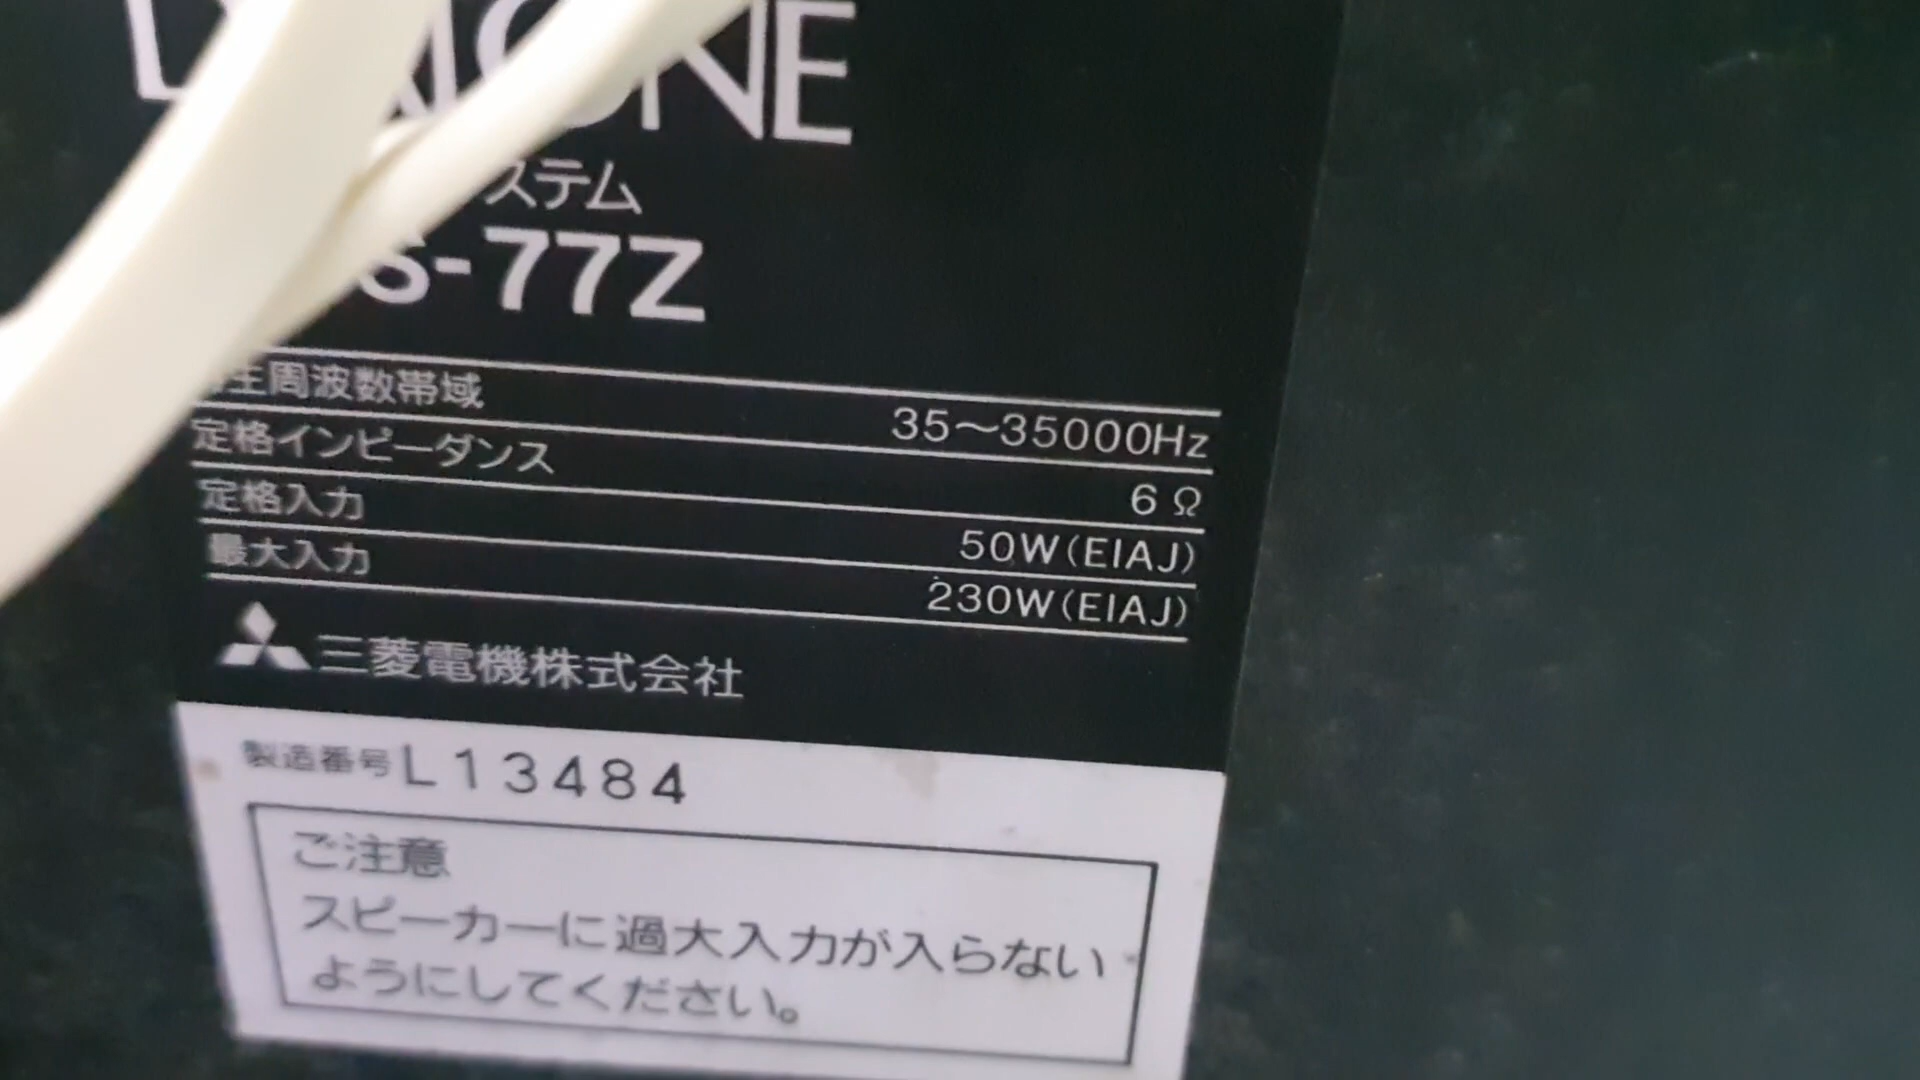 ステム
S-77Z
周波数帯域 35～35000Hz
定格インピーダンス 6Ω
定格入力 50W(EIAJ)
最大入力 230W(EIAJ)
三菱電機株式会社
製造番号 L13484
ご注意
スピーカーに過大入力が入らない
ようにしてください。